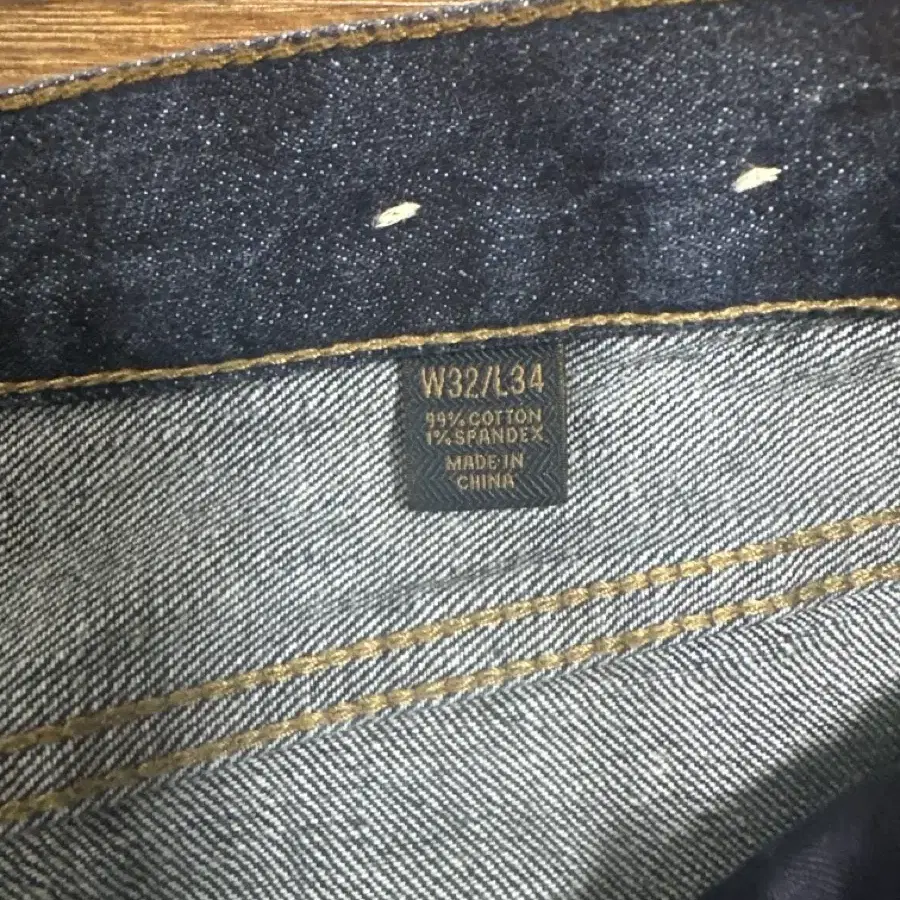 W32/L34
99% COTTON
1% SPANDEX
MADE IN
CHINA